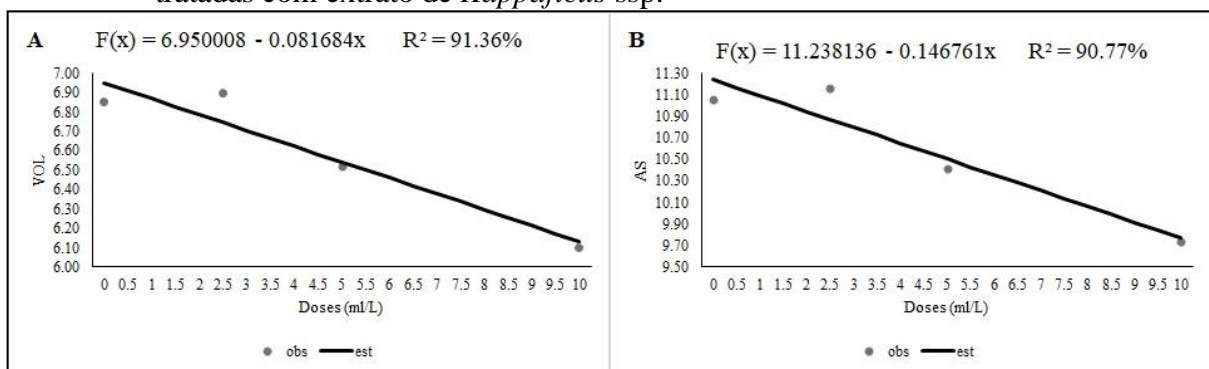 tratadas com extrato de Kappaficus ssp.
A F(x) = 6.950008 - 0.081684x R² = 91.36%
7.00
6.90
6.80
6.70
6.60
6.50
6.40
6.30
6.20
6.10
6.00
VOL
0 0.5 1 1.5 2 2.5 3 3.5 4 4.5 5 5.5 6 6.5 7 7.5 8 8.5 9 9.5 10
Doses (ml/L)
obs est
B F(x) = 11.238136 - 0.146761x R² = 90.77%
11.30
11.10
10.90
10.70
10.50
10.30
10.10
9.90
9.70
9.50
AS
0 0.5 1 1.5 2 2.5 3 3.5 4 4.5 5 5.5 6 6.5 7 7.5 8 8.5 9 9.5 10
Doses (ml/L)
obs est